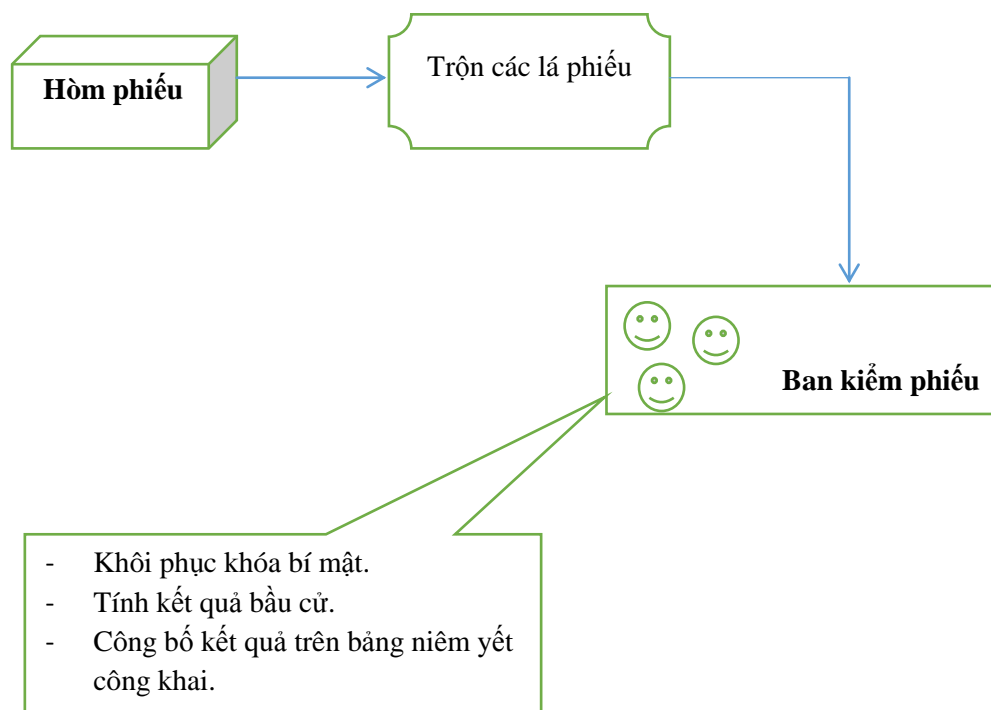 Hòm phiếu
Trộn các lá phiếu
Ban kiểm phiếu
- Khôi phục khóa bí mật.
- Tính kết quả bầu cử.
- Công bố kết quả trên bảng niêm yết
công khai.